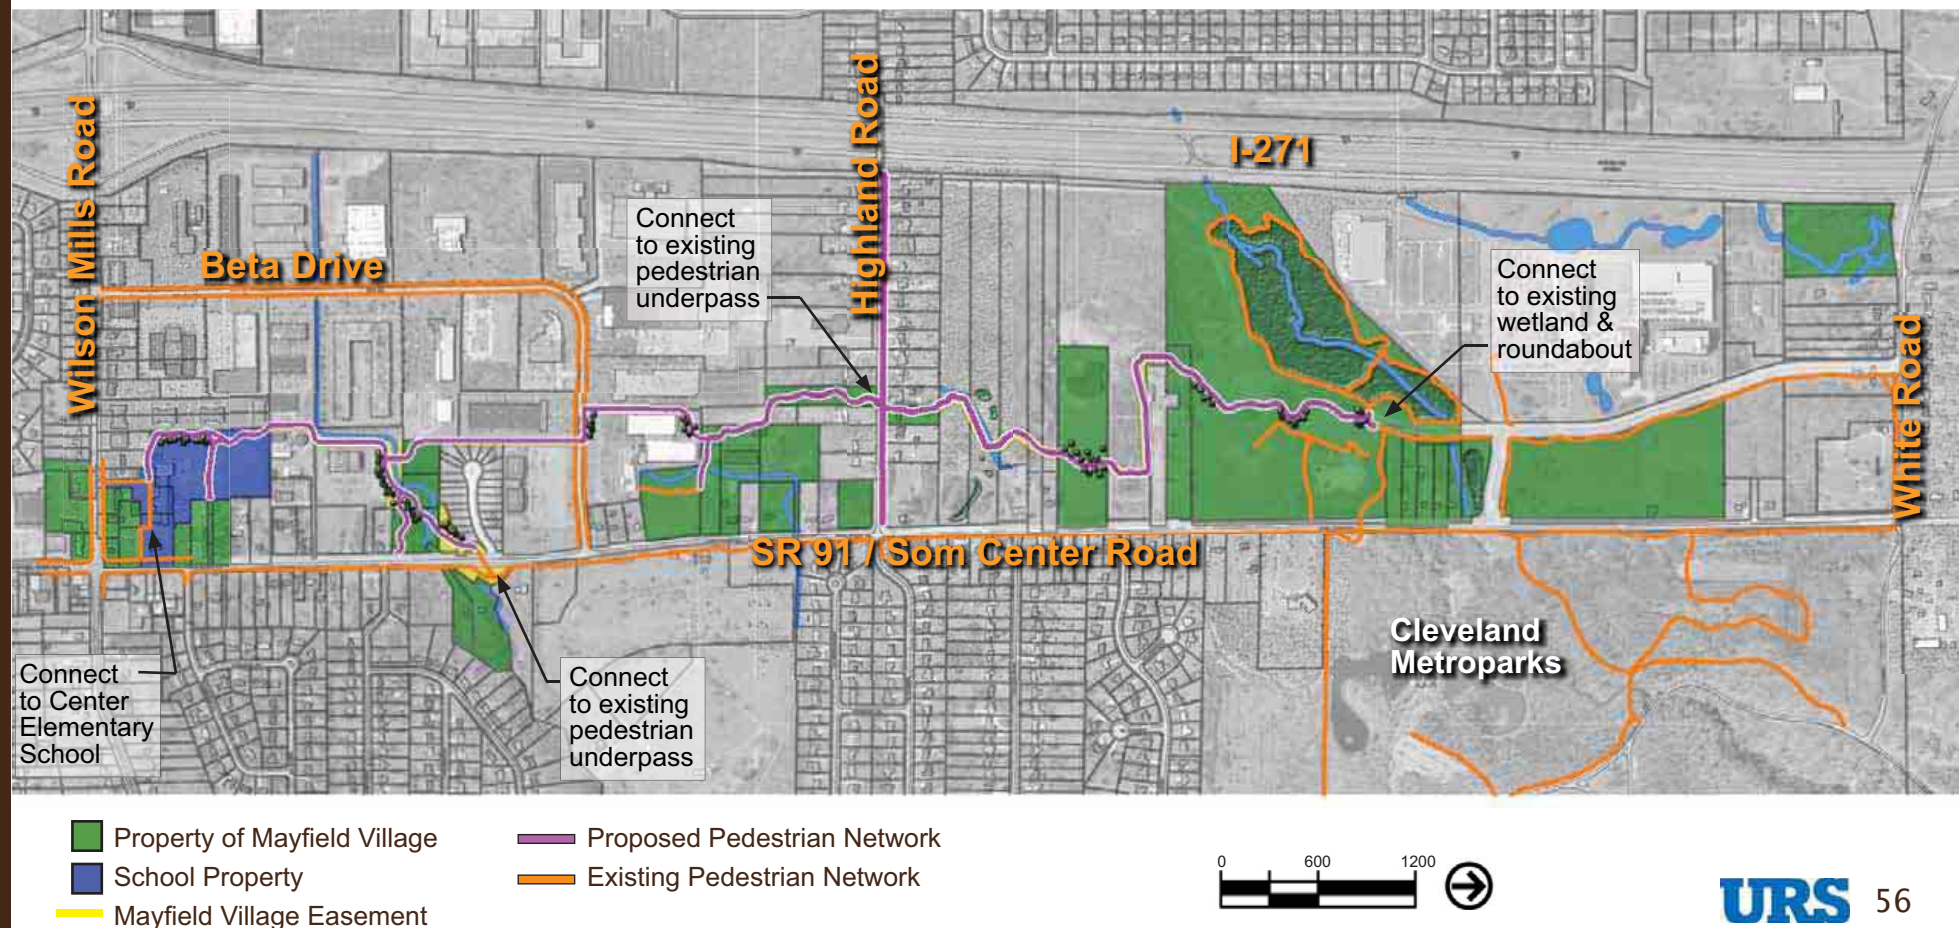 Wilson Mills Road
Beta Drive
Connect
to existing
pedestrian
underpass
Highland Road
I-271
Connect
to existing
wetland &
roundabout
White Road
SR 91 / Som Center Road
Cleveland
Metroparks
Connect
to Center
Elementary
School
Connect
to existing
pedestrian
underpass
Property of Mayfield Village
School Property
Mayfield Village Easement
Proposed Pedestrian Network
Existing Pedestrian Network
0 600 1200
URS 56